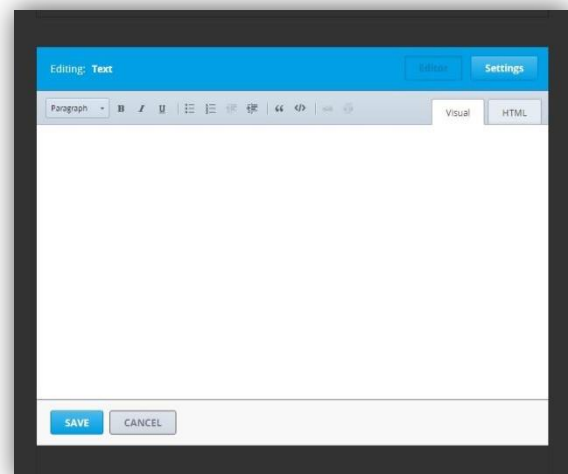 Editing: Text Editor Settings
Paragraph B I U “ </> Visual HTML
SAVE CANCEL